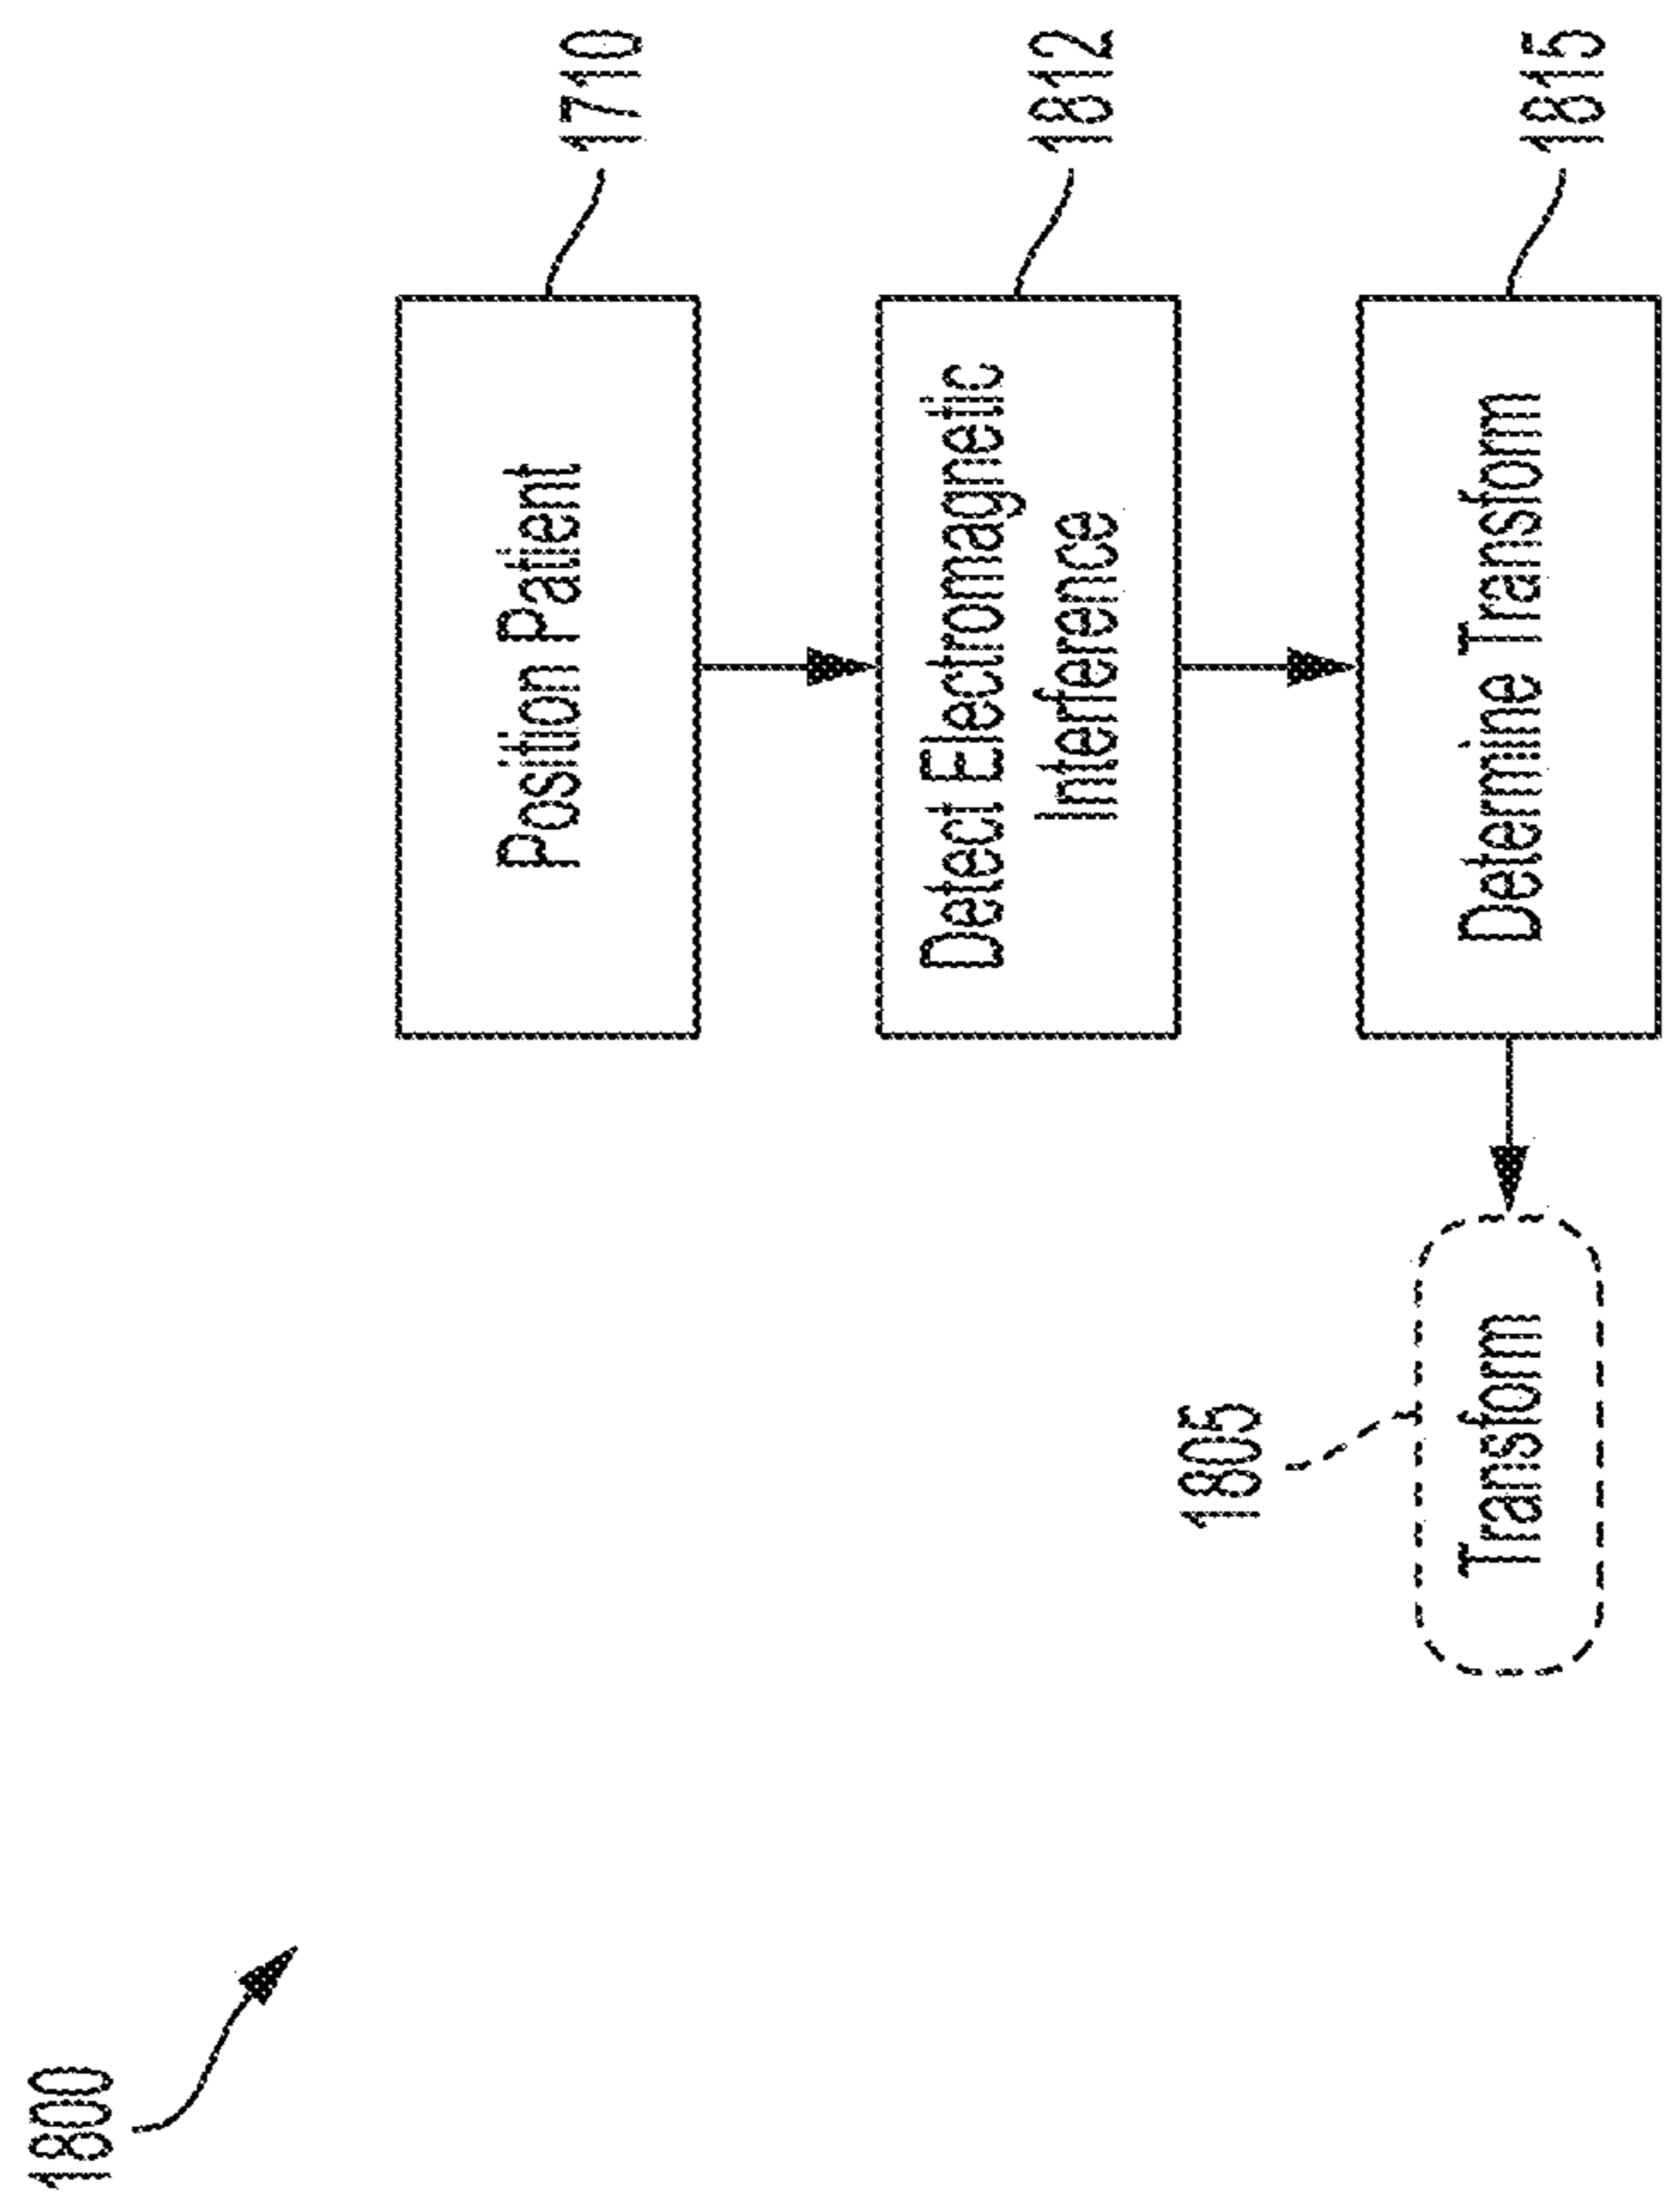 1800
Position Patient
1710
Detect Electromagnetic
Interference
1812
Determine Transform
1815
1805
Transform